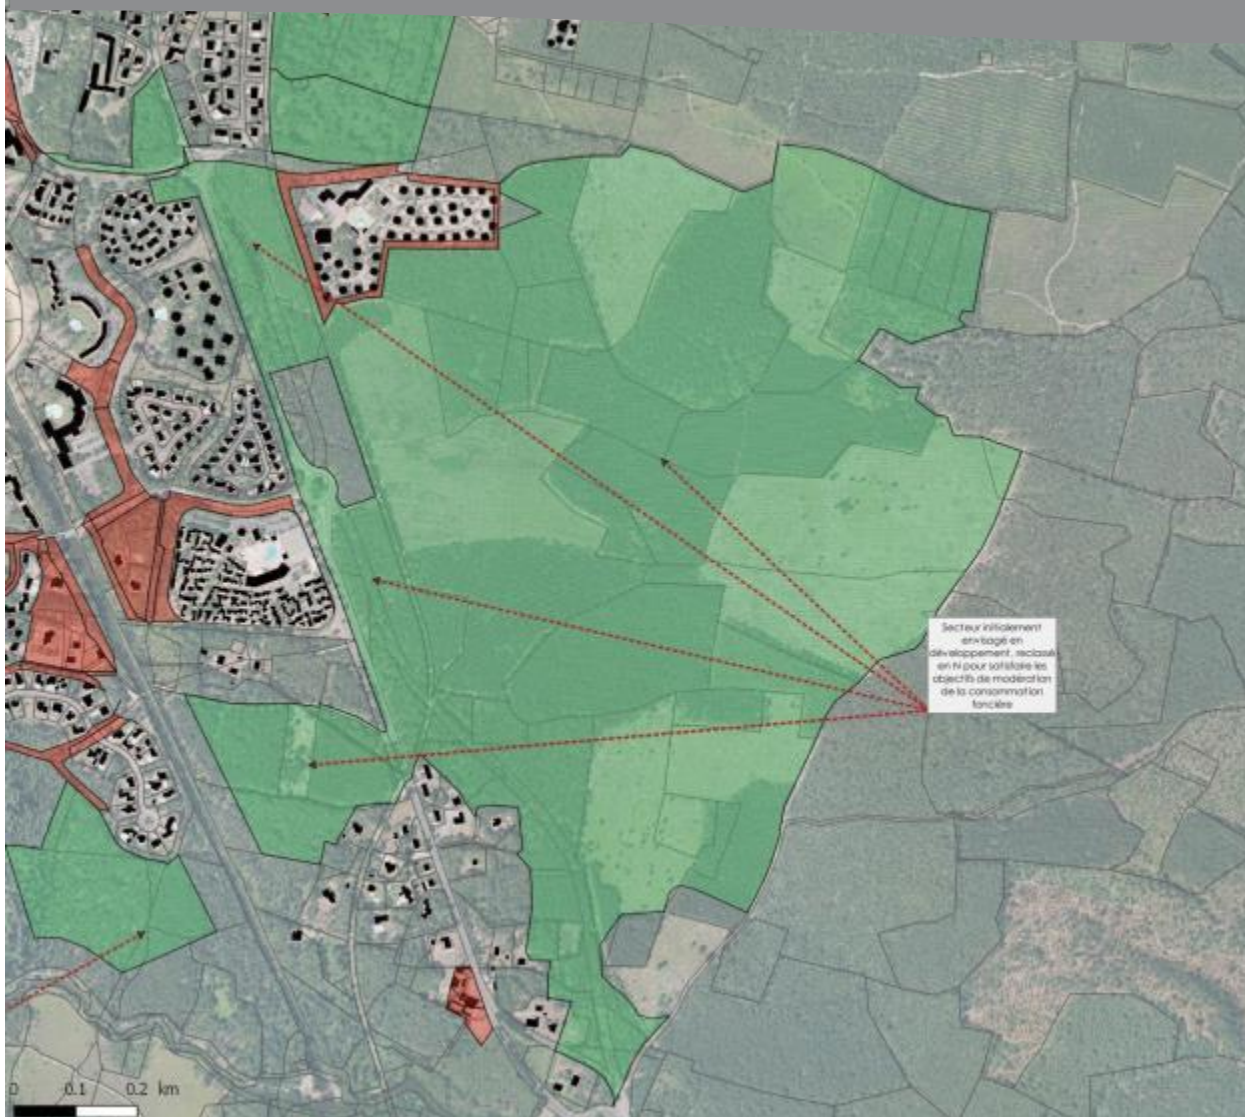 Secteur initialement
envisagé en
développement, reclassé
en N pour satisfaire les
objectifs de modération
de la consommation
foncière
0 0.1 0.2 km